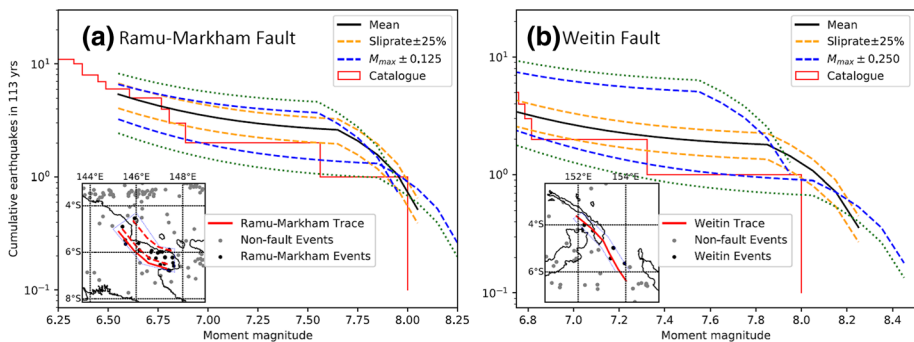 (a) Ramu-Markham Fault
Mean
Sliprate±25%
M_max ± 0.125
Catalogue
Cumulative earthquakes in 113 yrs
10¹
10⁰
10⁻¹
144°E 146°E 148°E
4°S
6°S
8°S
Ramu-Markham Trace
Non-fault Events
Ramu-Markham Events
6.25 6.50 6.75 7.00 7.25 7.50 7.75 8.00 8.25
Moment magnitude
(b) Weitin Fault
Mean
Sliprate±25%
M_max ± 0.250
Catalogue
10¹
10⁰
10⁻¹
152°E 154°E
4°S
6°S
Weitin Trace
Non-fault Events
Weitin Events
6.8 7.0 7.2 7.4 7.6 7.8 8.0 8.2 8.4
Moment magnitude